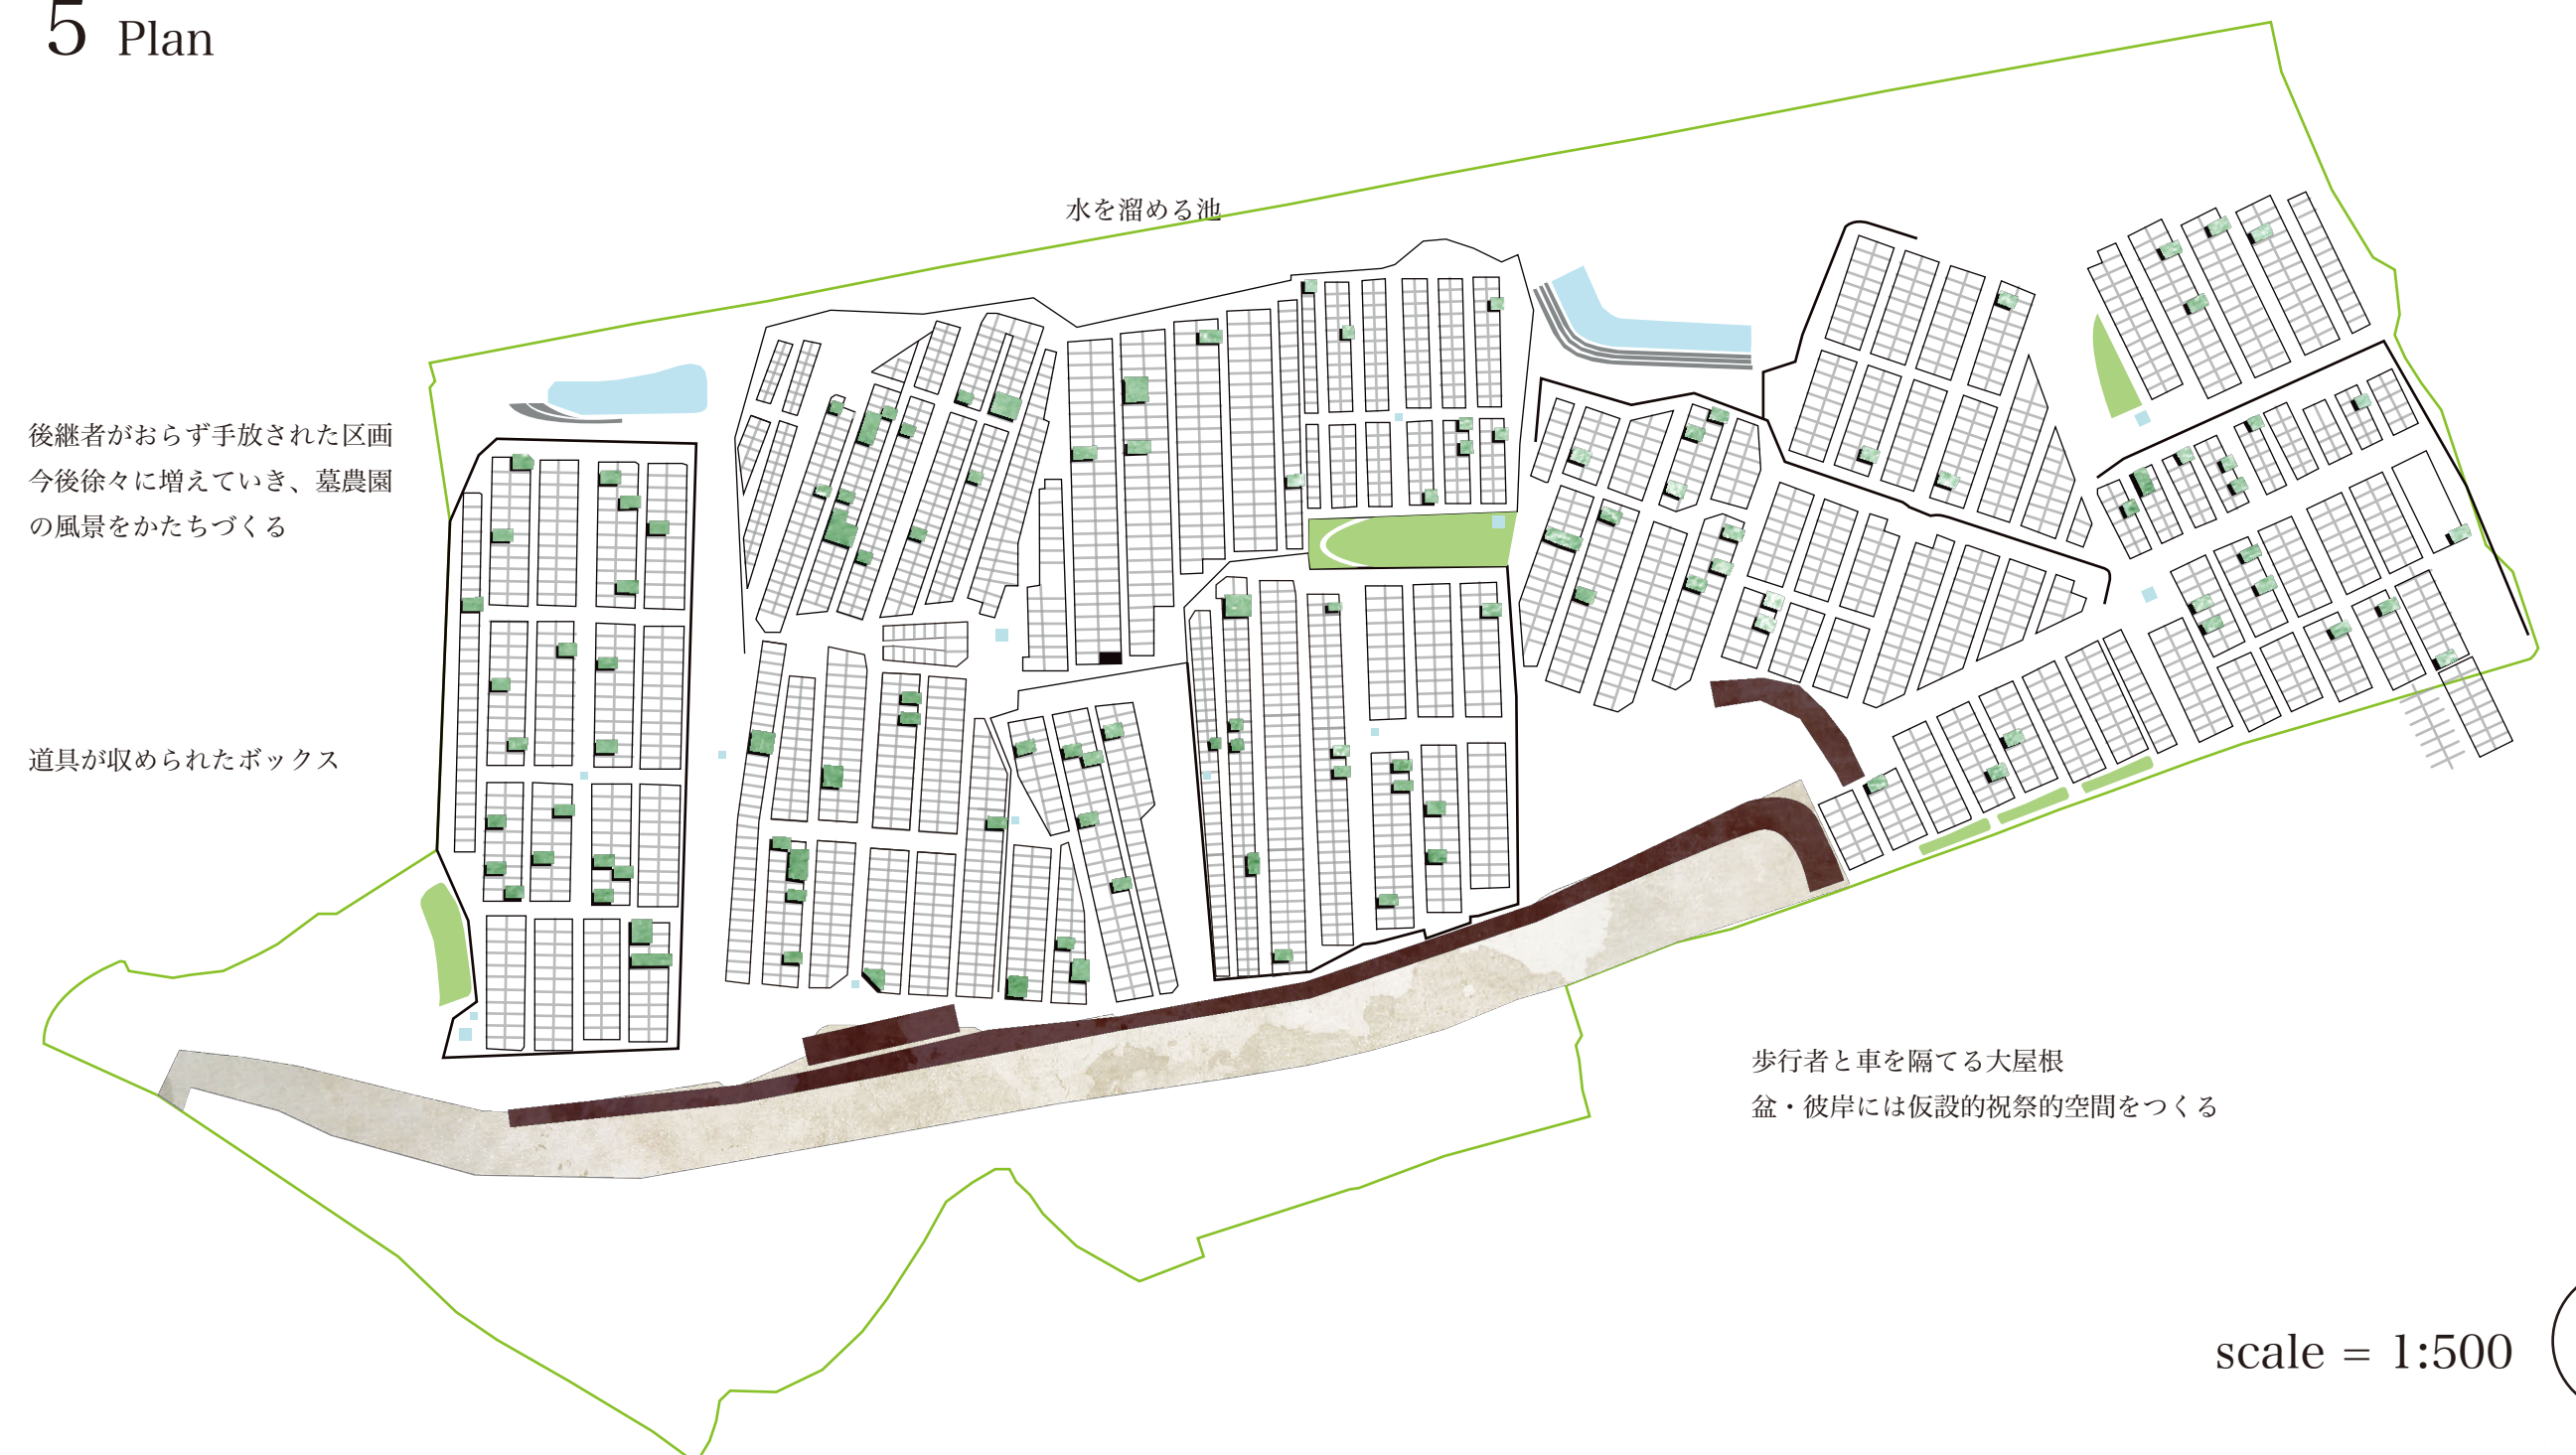 5 Plan
水を溜める池
後継者がおらず手放された区画
今後徐々に増えていき、墓農園
の風景をかたちづくる
道具が収められたボックス
歩行者と車を隔てる大屋根
盆・彼岸には仮設的祝祭的空間をつくる
scale = 1:500